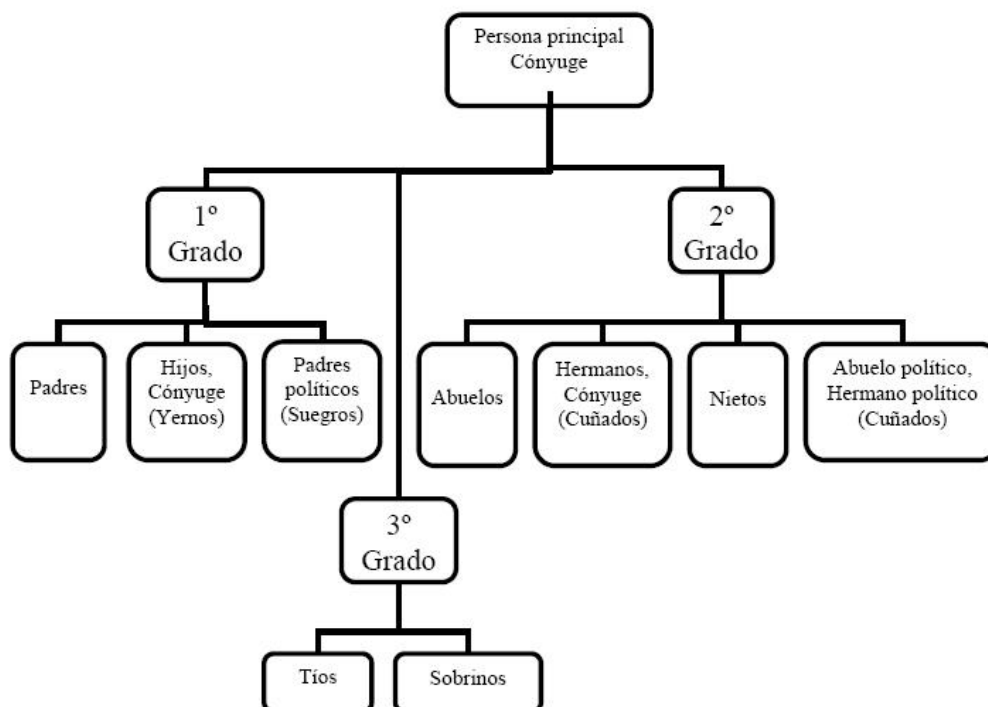 Persona principal
Cónyuge
1º
Grado
2º
Grado
Padres
Hijos,
Cónyuge
(Yernos)
Padres
políticos
(Suegros)
Abuelos
Hermanos,
Cónyuge
(Cuñados)
Nietos
Abuelo político,
Hermano político
(Cuñados)
3º
Grado
Tíos
Sobrinos